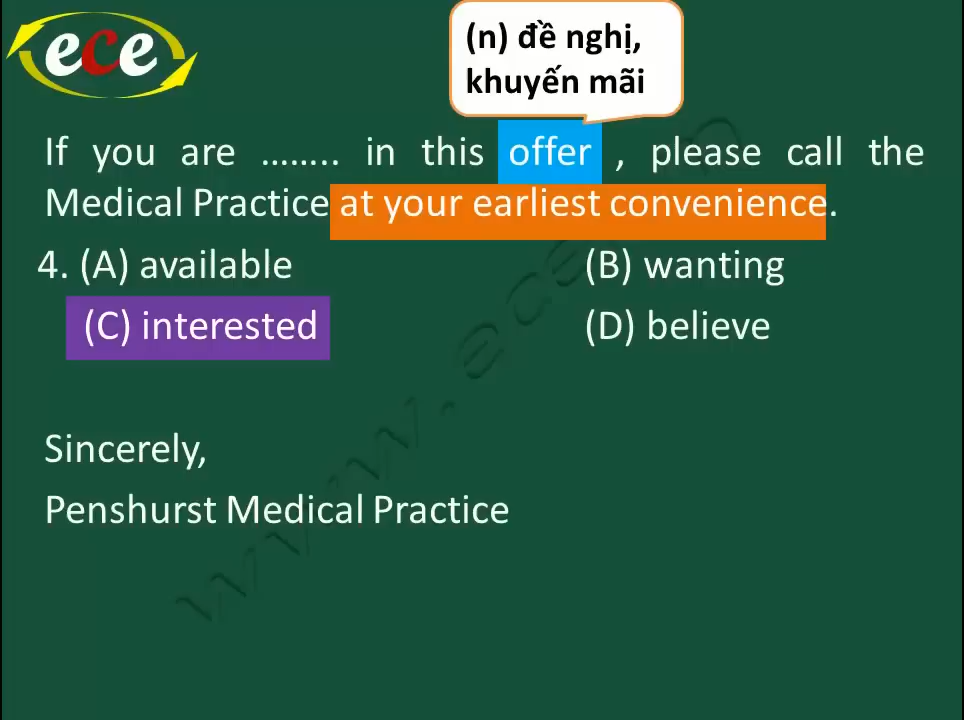 ece
(n) đề nghị,
khuyến mãi
If you are …….. in this offer , please call the
Medical Practice at your earliest convenience.
4. (A) available (B) wanting
(C) interested (D) believe
Sincerely,
Penshurst Medical Practice